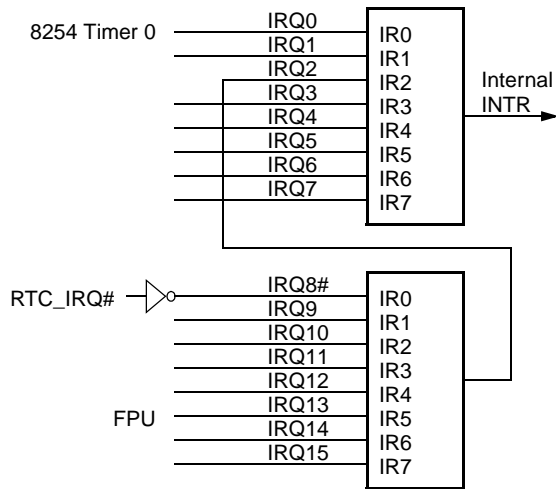 8254 Timer 0
IRQ0
IRQ1
IRQ2
IRQ3
IRQ4
IRQ5
IRQ6
IRQ7
IR0
IR1
IR2
IR3
IR4
IR5
IR6
IR7
Internal
INTR
RTC_IRQ#
FPU
IRQ8#
IRQ9
IRQ10
IRQ11
IRQ12
IRQ13
IRQ14
IRQ15
IR0
IR1
IR2
IR3
IR4
IR5
IR6
IR7